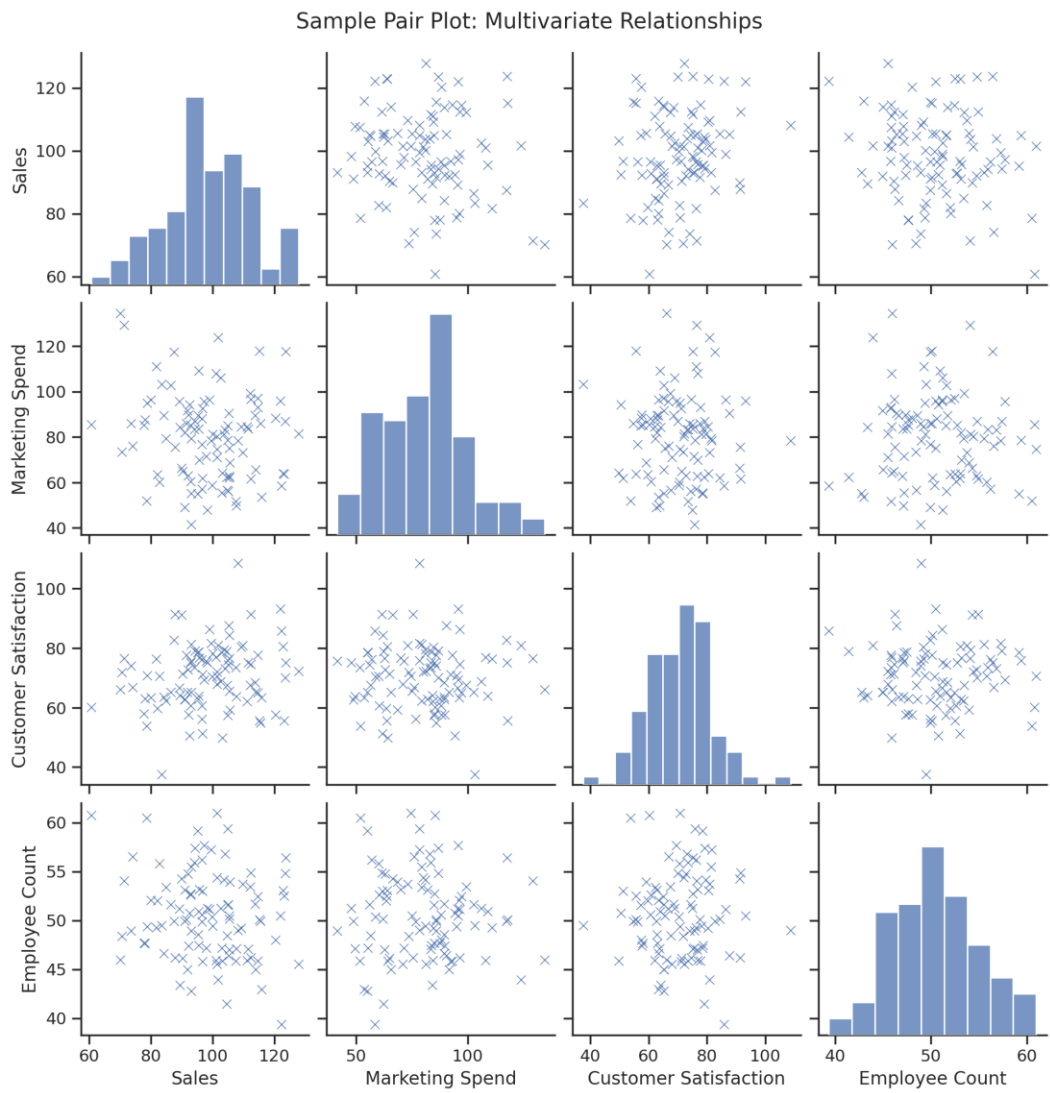 Sample Pair Plot: Multivariate Relationships
120
100
80
60
Sales
120
100
80
60
40
Marketing Spend
100
80
60
40
Customer Satisfaction
60
55
50
45
40
Employee Count
60 80 100 120
50 100
40 60 80 100
40 50 60
Sales
Marketing Spend
Customer Satisfaction
Employee Count